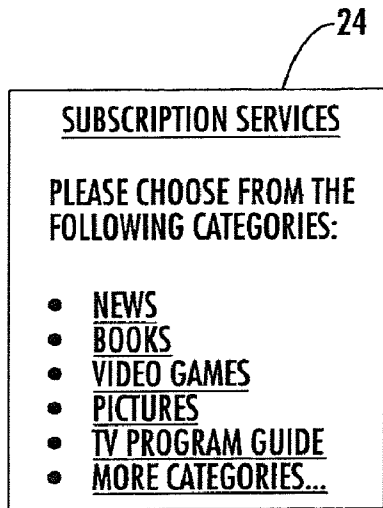 24
SUBSCRIPTION SERVICES
PLEASE CHOOSE FROM THE
FOLLOWING CATEGORIES:
• NEWS
• BOOKS
• VIDEO GAMES
• PICTURES
• TV PROGRAM GUIDE
• MORE CATEGORIES...